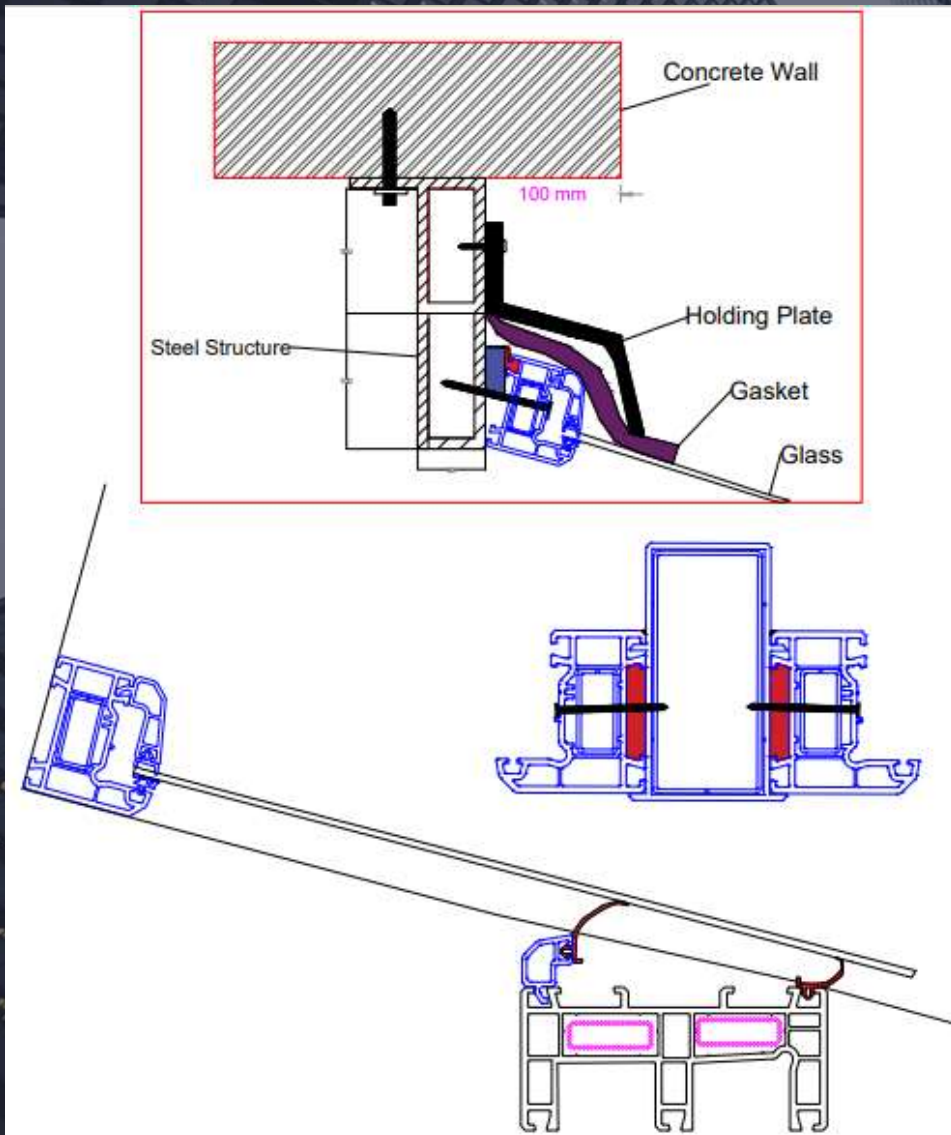 Concrete Wall
100 mm
Holding Plate
Steel Structure
Gasket
Glass